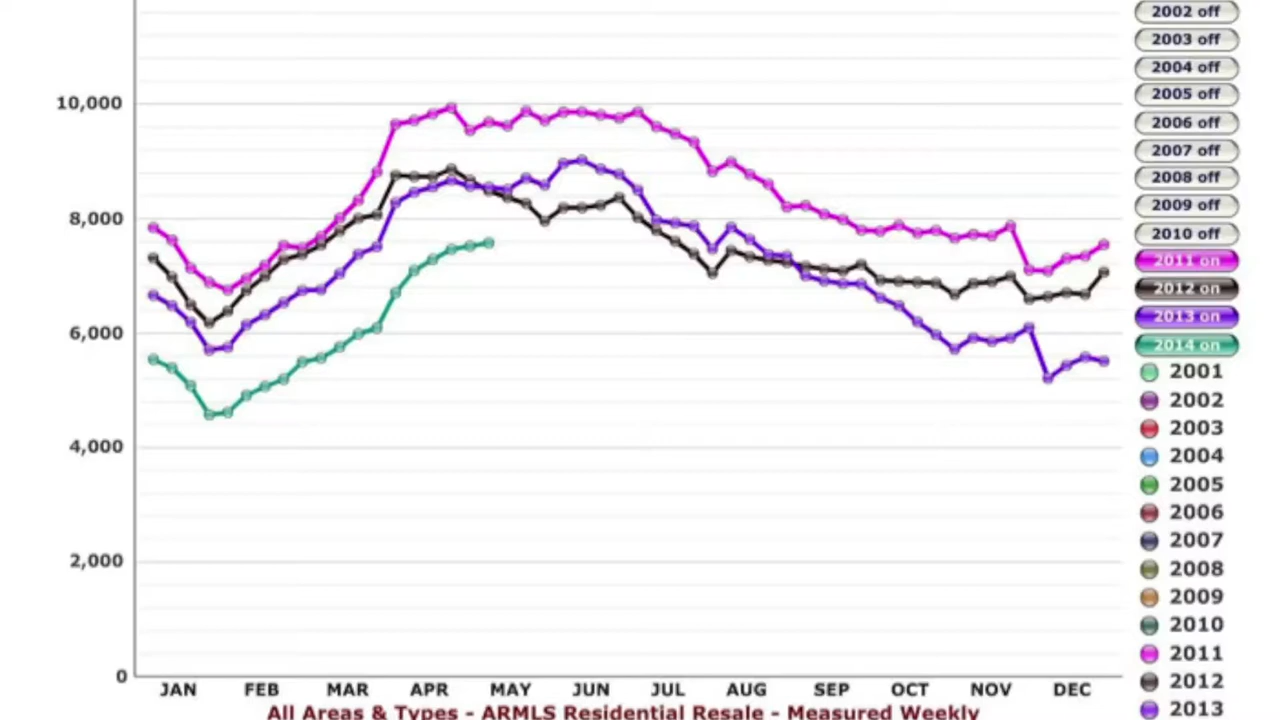 2002 off
2003 off
2004 off
2005 off
2006 off
2007 off
2008 off
2009 off
2010 off
2011 on
2012 on
2013 on
2014 on
2001
2002
2003
2004
2005
2006
2007
2008
2009
2010
2011
2012
2013
10,000
8,000
6,000
4,000
2,000
0
JAN FEB MAR APR MAY JUN JUL AUG SEP OCT NOV DEC
All Areas & Types - ARMLS Residential Resale - Measured Weekly